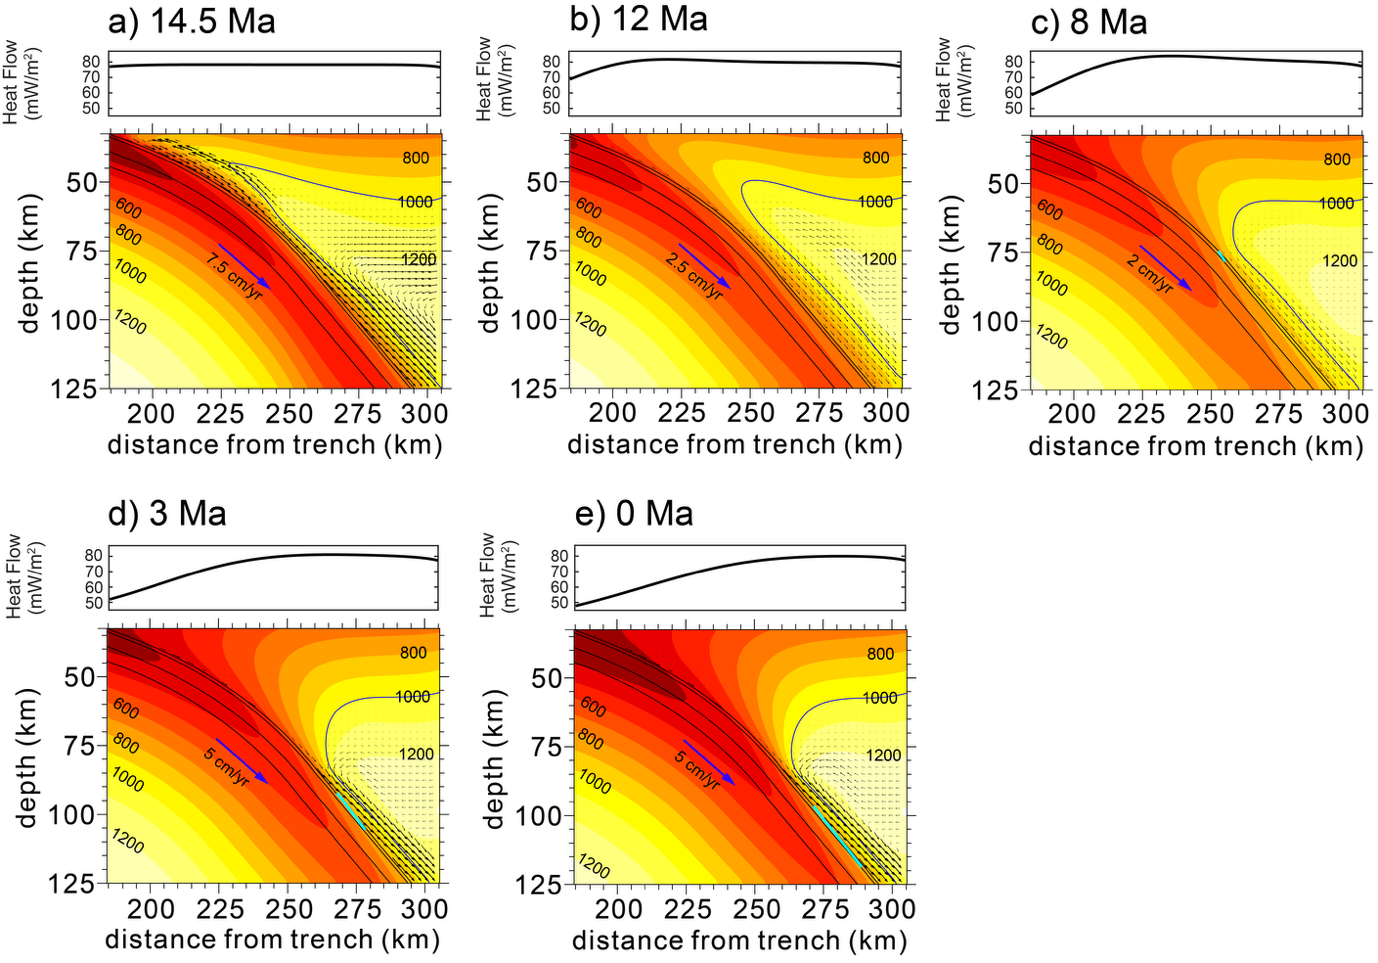 a) 14.5 Ma
Heat Flow
(mW/m²)
80
70
60
50
800
1000
1200
600
800
1000
1200
7.5 cm/yr
depth (km)
50
75
100
125
200 225 250 275 300
distance from trench (km)
b) 12 Ma
Heat Flow
(mW/m²)
80
70
60
50
800
1000
1200
600
800
1000
1200
2.5 cm/yr
depth (km)
50
75
100
125
200 225 250 275 300
distance from trench (km)
c) 8 Ma
Heat Flow
(mW/m²)
80
70
60
50
800
1000
1200
600
800
1000
1200
2 cm/yr
depth (km)
50
75
100
125
200 225 250 275 300
distance from trench (km)
d) 3 Ma
Heat Flow
(mW/m²)
80
70
60
50
800
1000
1200
600
800
1000
1200
5 cm/yr
depth (km)
50
75
100
125
200 225 250 275 300
distance from trench (km)
e) 0 Ma
Heat Flow
(mW/m²)
80
70
60
50
800
1000
1200
600
800
1000
1200
5 cm/yr
depth (km)
50
75
100
125
200 225 250 275 300
distance from trench (km)